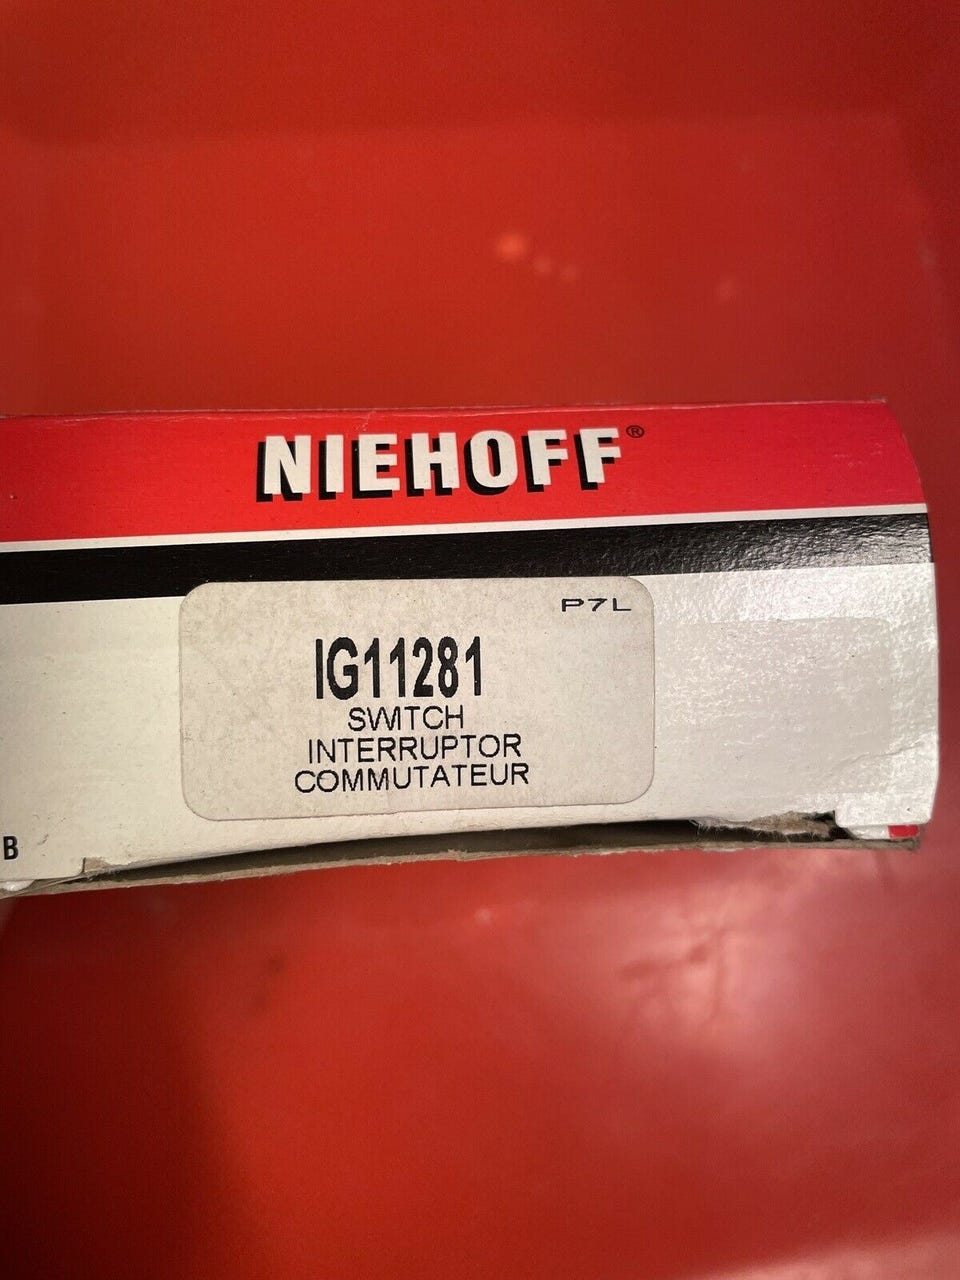 NIEHOFF®
P7L
IG11281
SWITCH
INTERRUPTOR
COMMUTATEUR
B